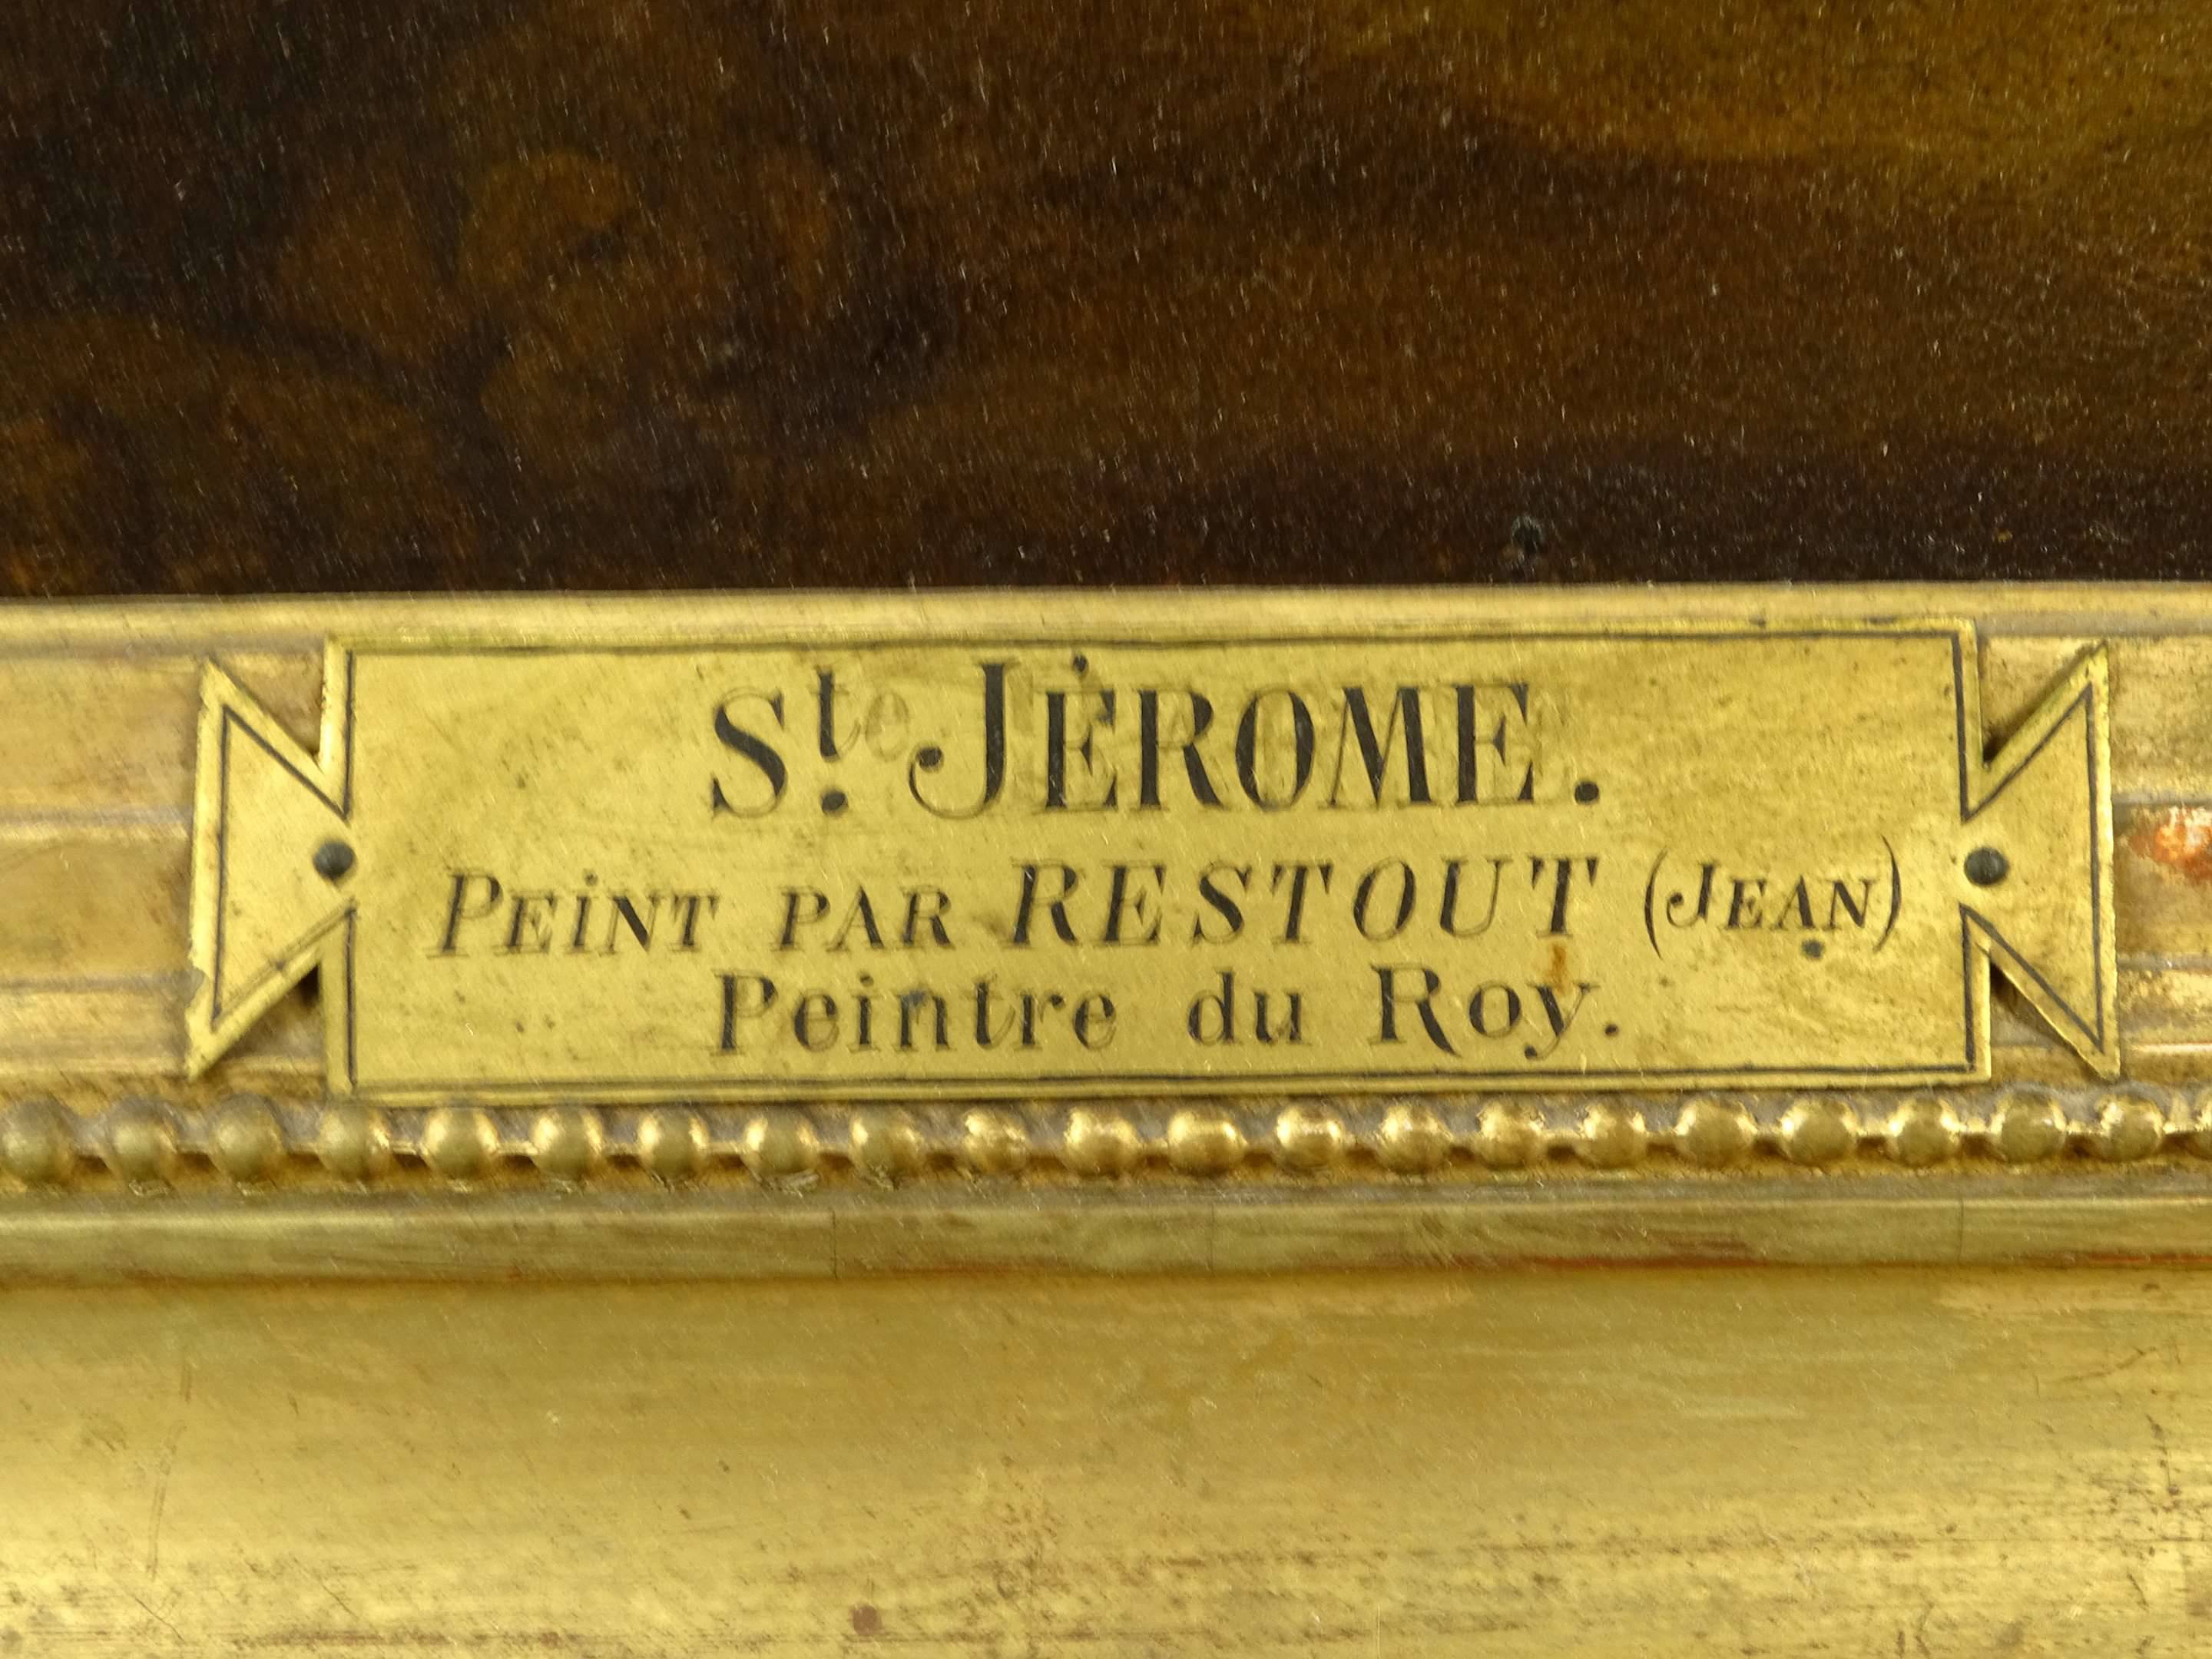 St. JÉROME.
PEINT PAR RESTOUT (JEAN)
Peintre du Roy.